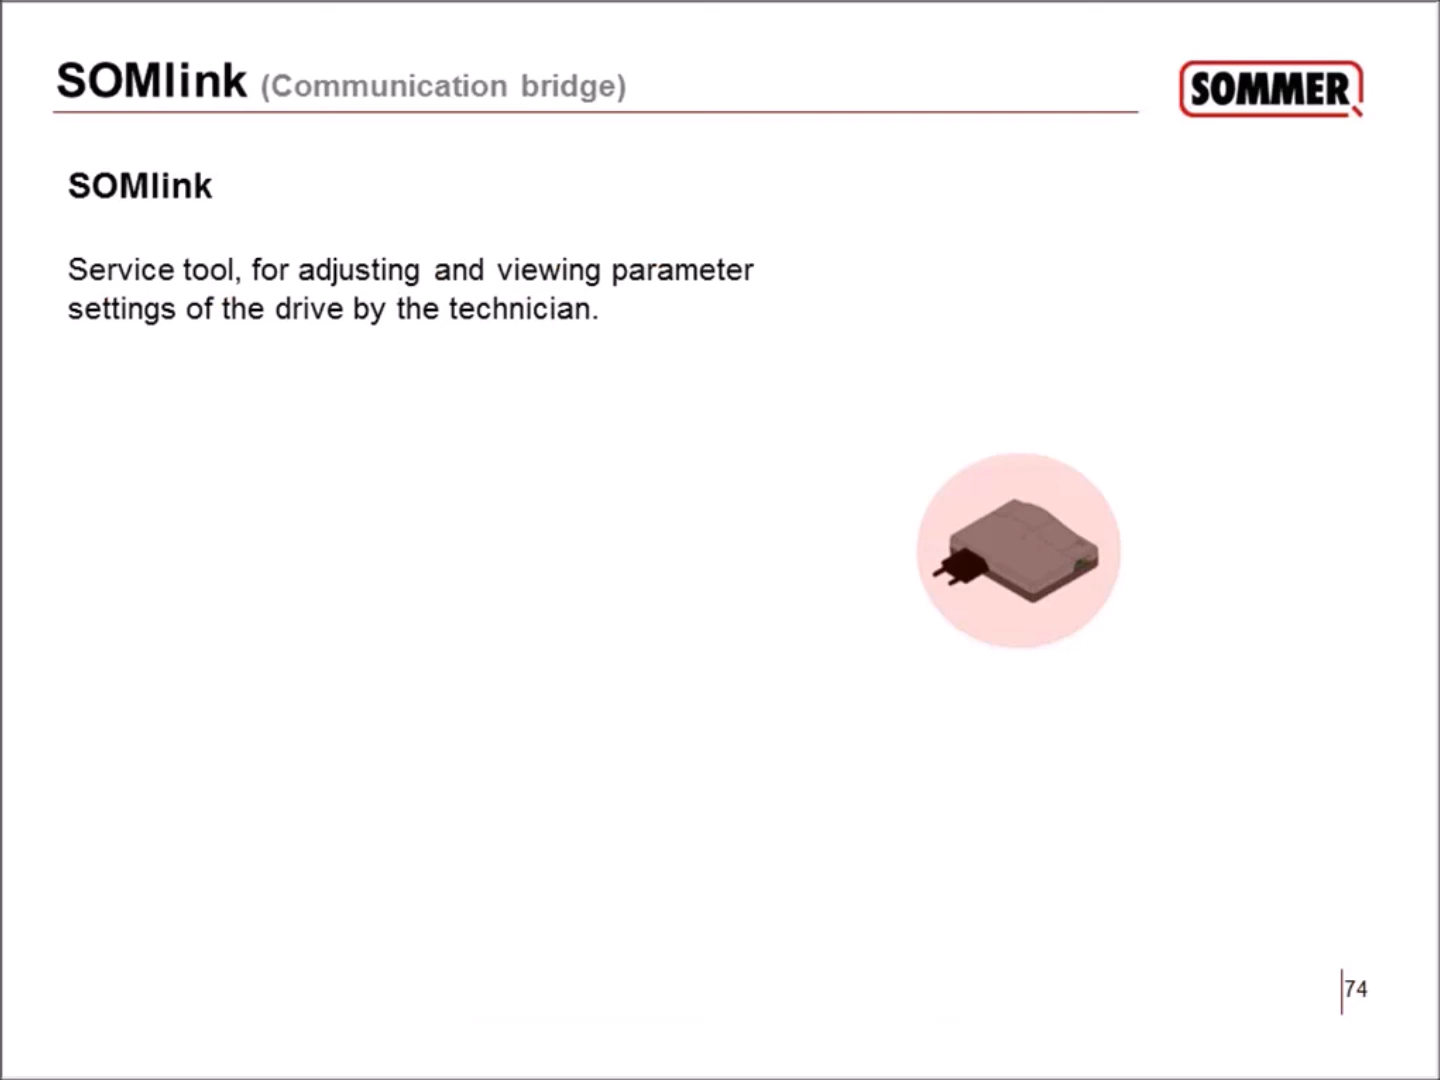 SOMlink (Communication bridge)
SOMMER
SOMlink
Service tool, for adjusting and viewing parameter
settings of the drive by the technician.
74